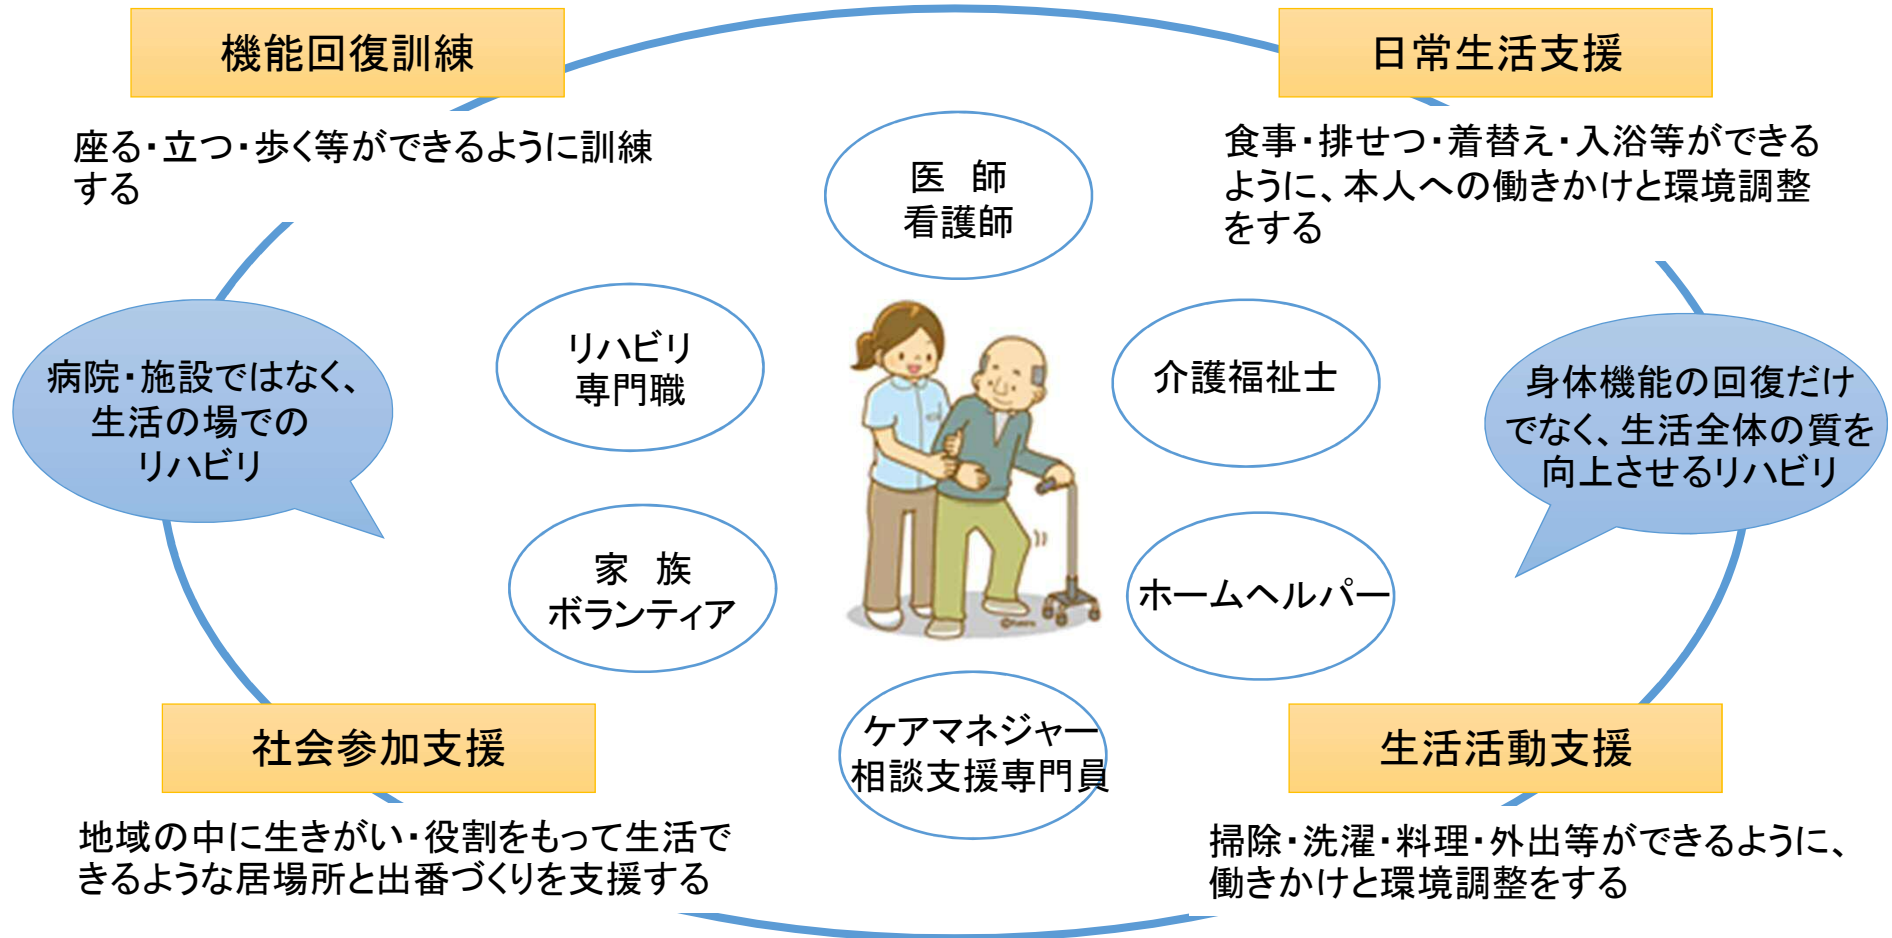 機能回復訓練
座る・立つ・歩く等ができるように訓練
する
日常生活支援
食事・排せつ・着替え・入浴等ができる
ように、本人への働きかけと環境調整
をする
医　師
看護師
リハビリ
専門職
介護福祉士
病院・施設ではなく、
生活の場での
リハビリ
身体機能の回復だけ
でなく、生活全体の質を
向上させるリハビリ
家　族
ボランティア
ホームヘルパー
ケアマネジャー
相談支援専門員
社会参加支援
地域の中に生きがい・役割をもって生活で
きるような居場所と出番づくりを支援する
生活活動支援
掃除・洗濯・料理・外出等ができるように、
働きかけと環境調整をする